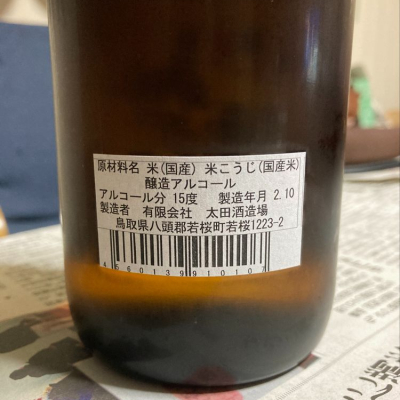 原材料名 米(国産) 米こうじ(国産米)
醸造アルコール
アルコール分 15度 製造年月 2.10
製造者 有限会社 太田酒造場
鳥取県八頭郡若桜町若桜1223-2
4560139910107